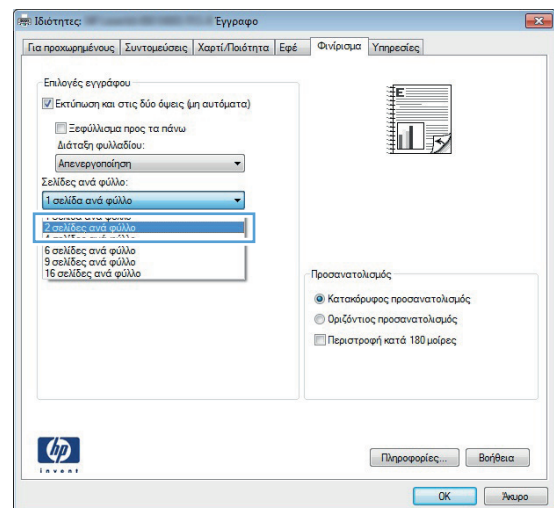 Ιδιότητες: Έγγραφο
Για προχωρημένους Συντομεύσεις Χαρτί/Ποιότητα Εφέ Φινίρισμα Υπηρεσίες
Επιλογές εγγράφου
Εκτύπωση και στις δύο όψεις (μη αυτόματα)
Ξεφύλλισμα προς τα πάνω
Διάταξη φυλλαδίου:
Απενεργοποίηση
Σελίδες ανά φύλλο:
1 σελίδα ανά φύλλο
2 σελίδες ανά φύλλο
6 σελίδες ανά φύλλο
9 σελίδες ανά φύλλο
16 σελίδες ανά φύλλο
E
Προσανατολισμός
Κατακόρυφος προσανατολισμός
Οριζόντιος προσανατολισμός
Περιστροφή κατά 180 μοίρες
hp
invent
Πληροφορίες... Βοήθεια
OK Άκυρο